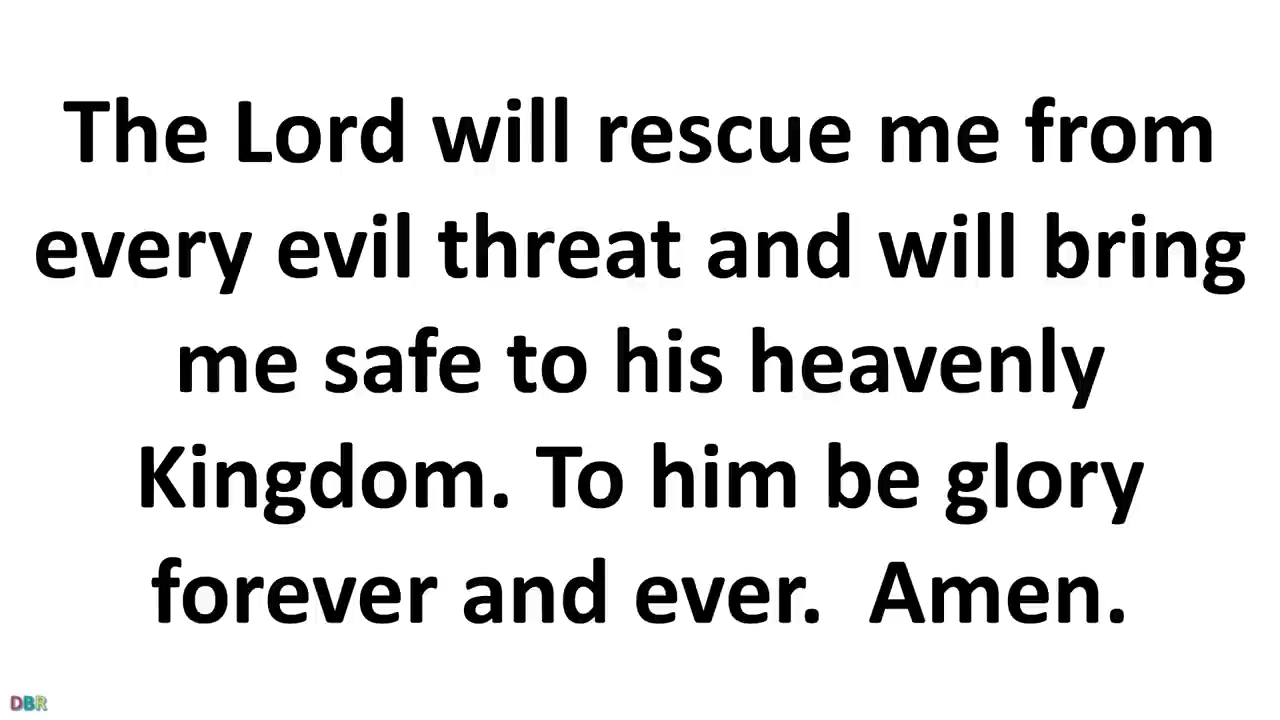 The Lord will rescue me from
every evil threat and will bring
me safe to his heavenly
Kingdom. To him be glory
forever and ever.  Amen.
DBR